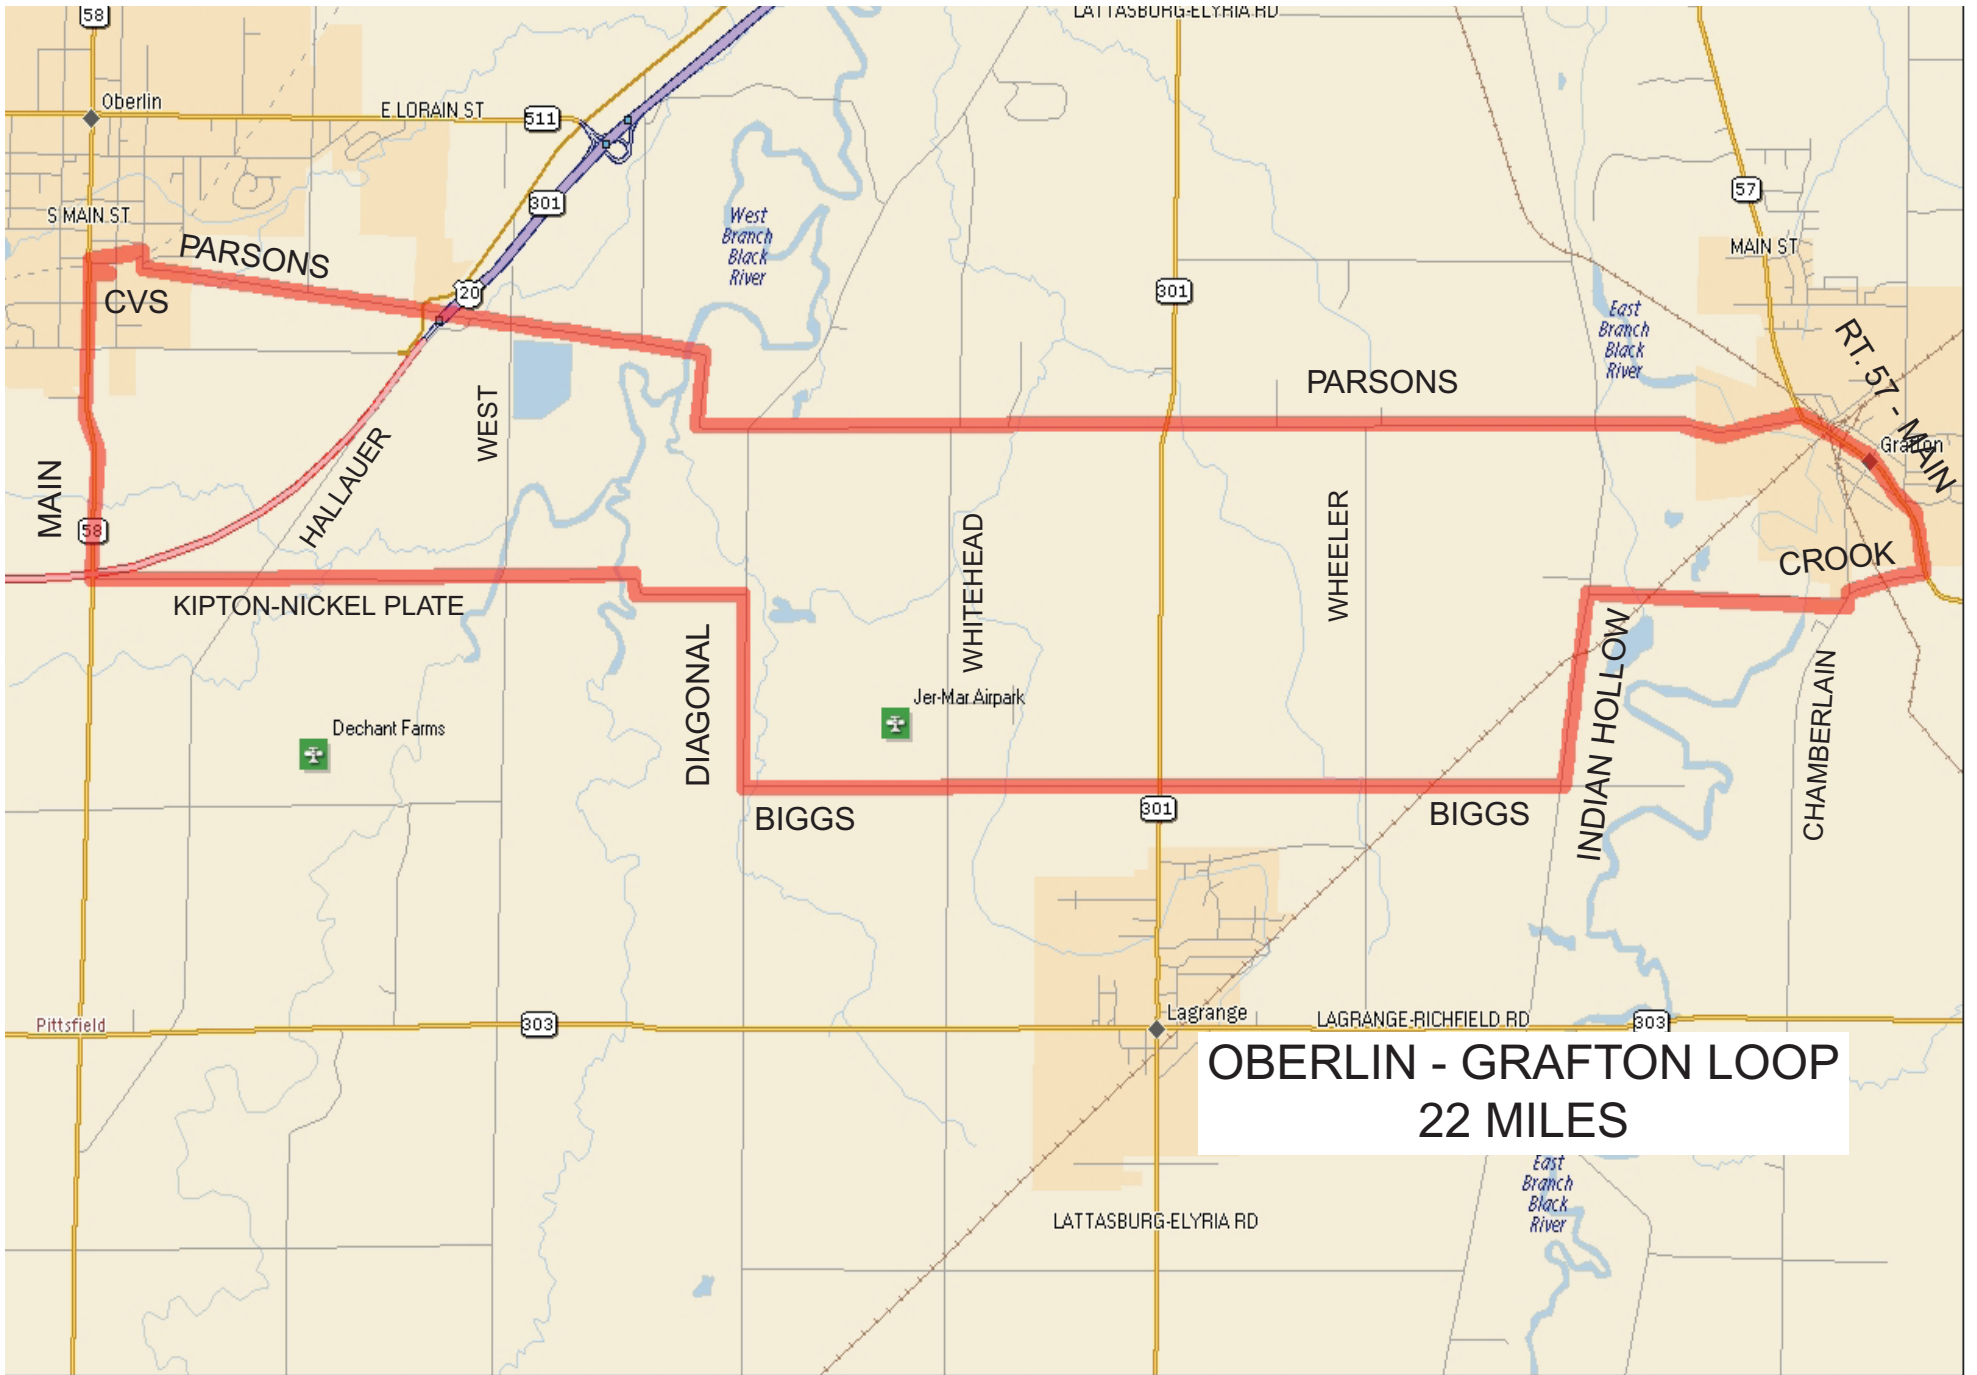 58
LATTASBURG-ELYRIA RD
Oberlin
E LORAIN ST
511
57
301
S MAIN ST
West
Branch
Black
River
MAIN ST
PARSONS
20
301
CVS
East
Branch
Black
River
RT. 57 - MAIN
PARSONS
WEST
HALLAUER
Grafton
MAIN
58
WHITEHEAD
WHEELER
CROOK
KIPTON-NICKEL PLATE
DIAGONAL
INDIAN HOLLOW
CHAMBERLAIN
Jer-Mar Airpark
Dechant Farms
BIGGS
301
BIGGS
Pittsfield
303
Lagrange
LAGRANGE-RICHFIELD RD
303
OBERLIN - GRAFTON LOOP
22 MILES
East
Branch
Black
River
LATTASBURG-ELYRIA RD